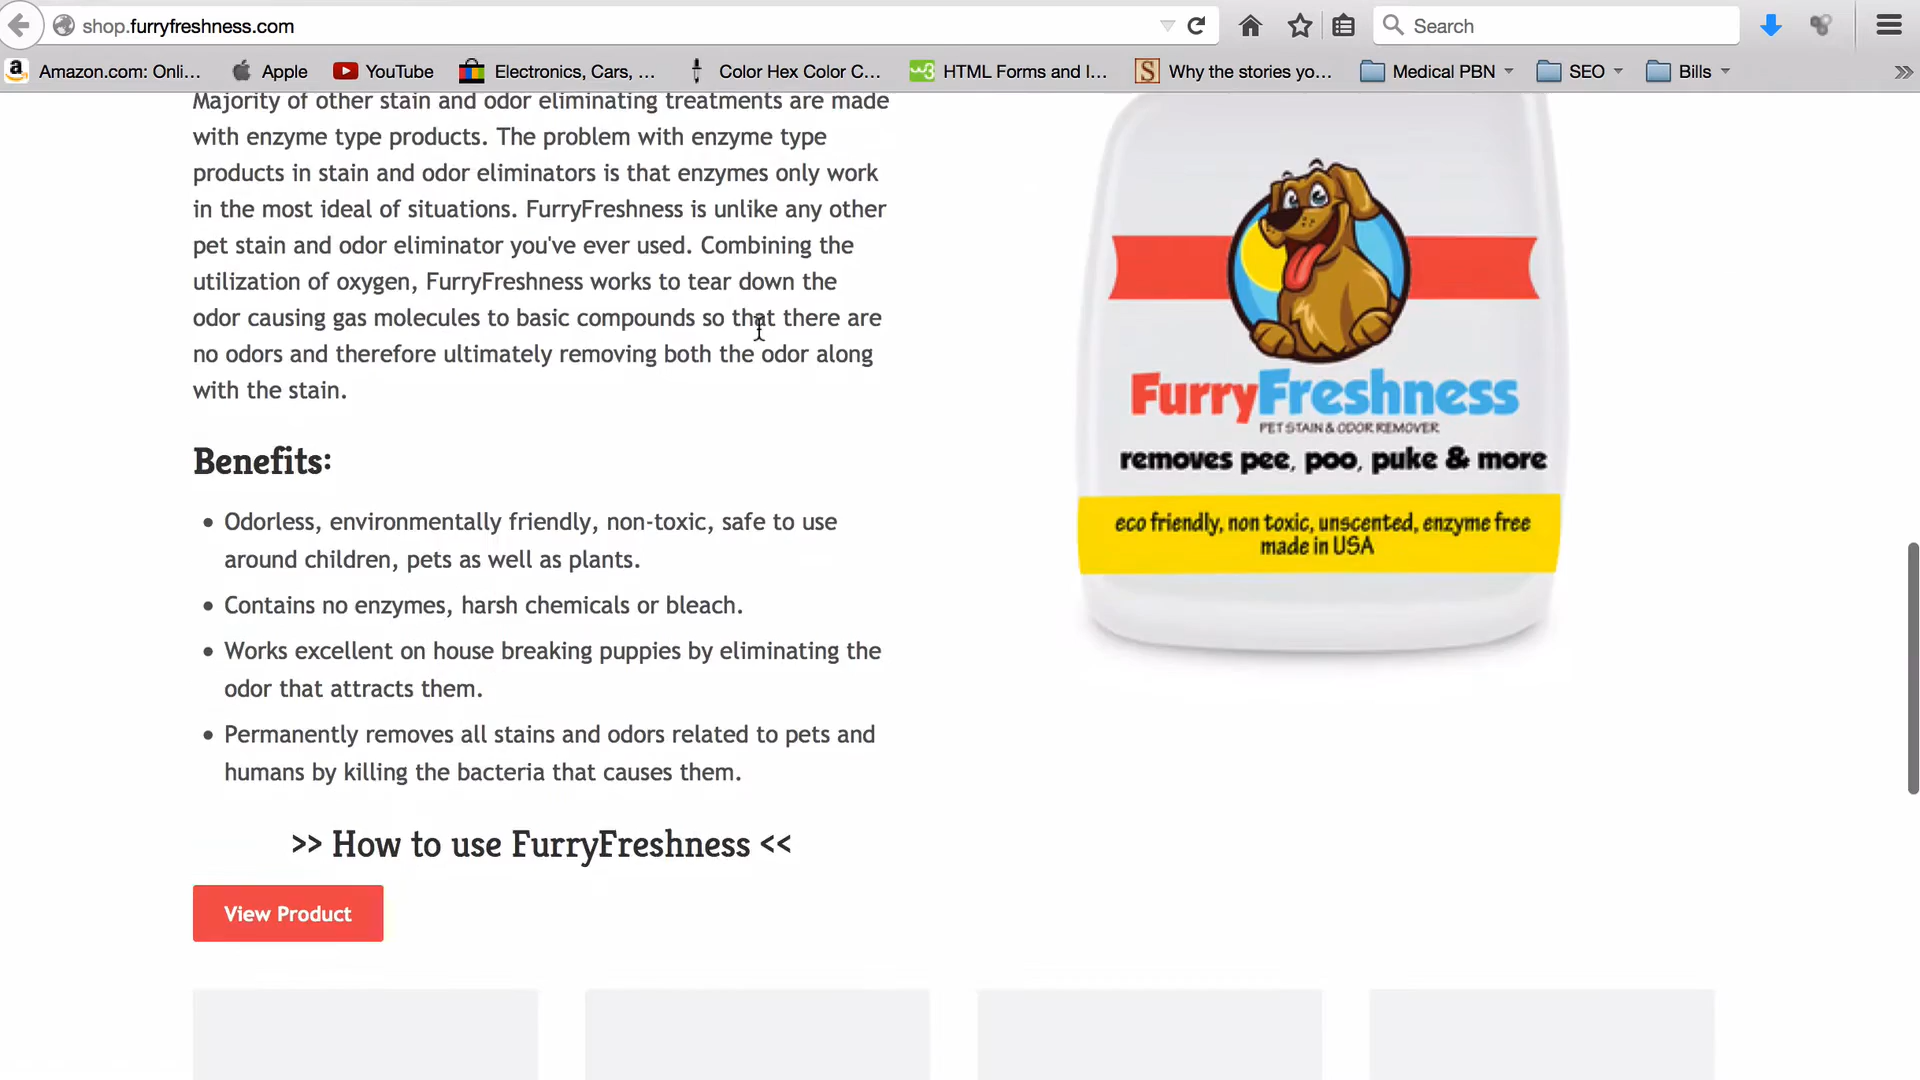 shop.furryfreshness.com
Search
Amazon.com: Onli...
Apple
YouTube
Electronics, Cars, ...
Color Hex Color C...
HTML Forms and I...
Why the stories yo...
Medical PBN
SEO
Bills
Majority of other stain and odor eliminating treatments are made
with enzyme type products. The problem with enzyme type
products in stain and odor eliminators is that enzymes only work
in the most ideal of situations. FurryFreshness is unlike any other
pet stain and odor eliminator you've ever used. Combining the
utilization of oxygen, FurryFreshness works to tear down the
odor causing gas molecules to basic compounds so that there are
no odors and therefore ultimately removing both the odor along
with the stain.
Benefits:
• Odorless, environmentally friendly, non-toxic, safe to use
around children, pets as well as plants.
• Contains no enzymes, harsh chemicals or bleach.
• Works excellent on house breaking puppies by eliminating the
odor that attracts them.
• Permanently removes all stains and odors related to pets and
humans by killing the bacteria that causes them.
>> How to use FurryFreshness <<
View Product
FurryFreshness
PET STAIN & ODOR REMOVER
removes pee, poo, puke & more
eco friendly, non toxic, unscented, enzyme free
made in USA